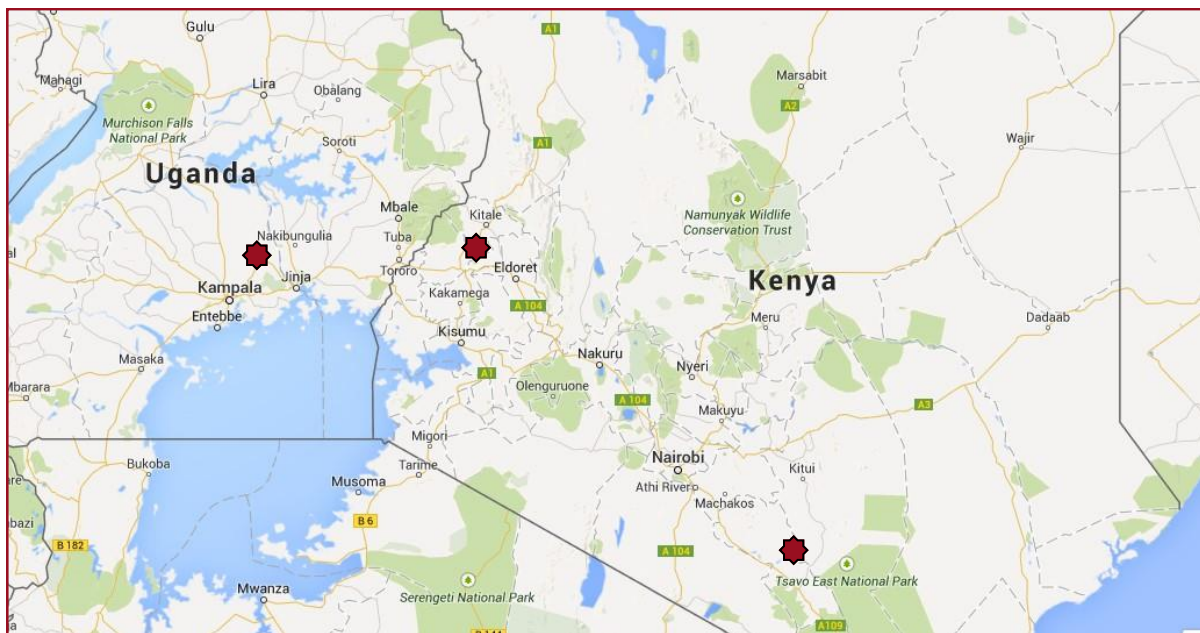 Gulu
A1
Mahagi
Lira
Obalang
Marsabit
A2
Murchison Falls
National Park
Soroti
A1
Wajir
Uganda
Mbale
Kitale
Namunyak Wildlife
Conservation Trust
Nakibungulia
Tuba
Tororo
Eldoret
Kenya
Kampala
Jinja
Kakamega
A 104
Entebbe
Meru
Dadaab
Kisumu
Masaka
Nakuru
Nyeri
A1
Olenguruone
Mbarara
A 104
A3
Makuyu
Migori
Nairobi
Bukoba
Tarime
Kitui
Musoma
Athi River
Machakos
B 6
B 182
A 104
Mwanza
Serengeti National Park
Tsavo East National Park
A109